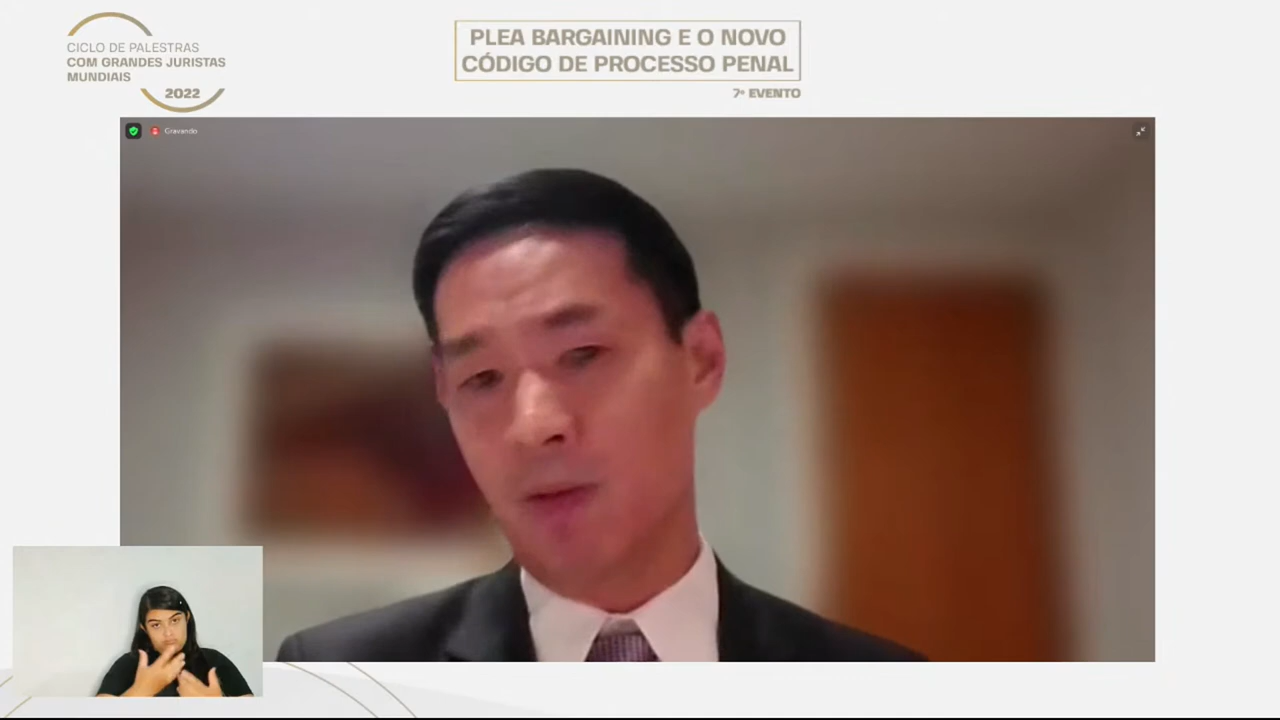 CICLO DE PALESTRAS
COM GRANDES JURISTAS
MUNDIAIS
2022
PLEA BARGAINING E O NOVO
CÓDIGO DE PROCESSO PENAL
7º EVENTO
Gravando